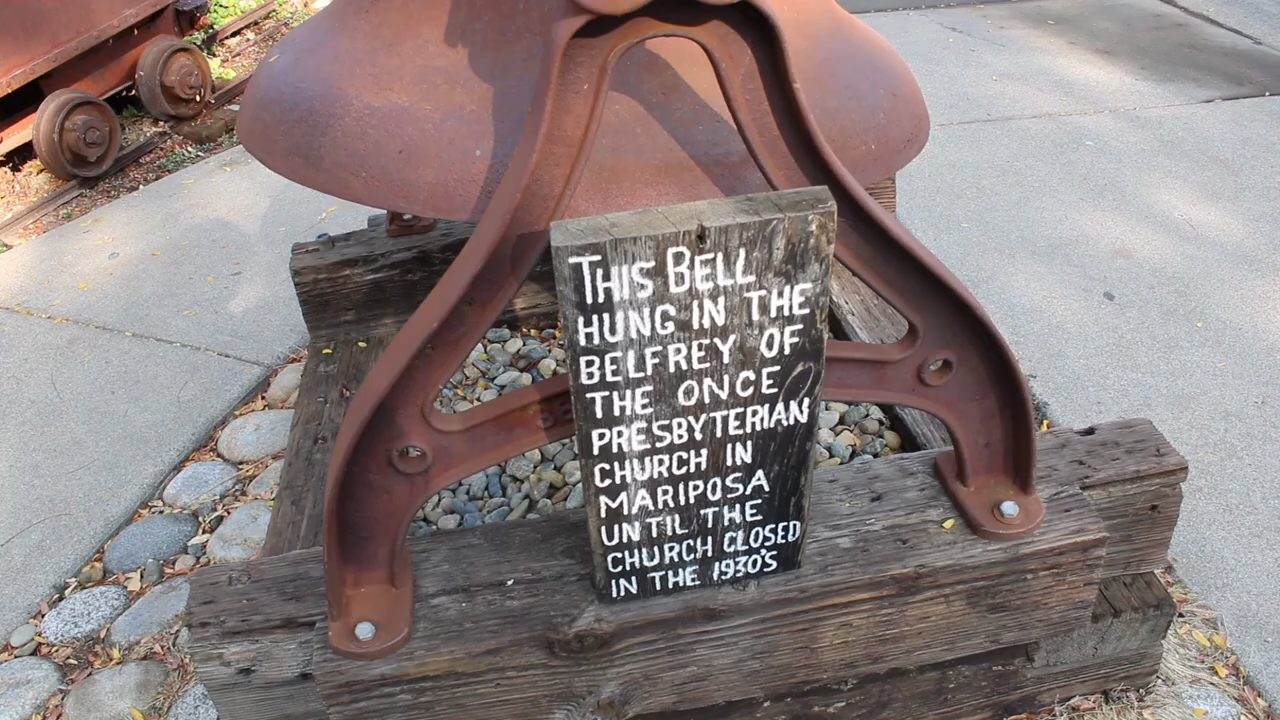 THIS BELL
HUNG IN THE
BELFREY OF
THE ONCE
PRESBYTERIAN
CHURCH IN
MARIPOSA
UNTIL THE
CHURCH CLOSED
IN THE 1930'S